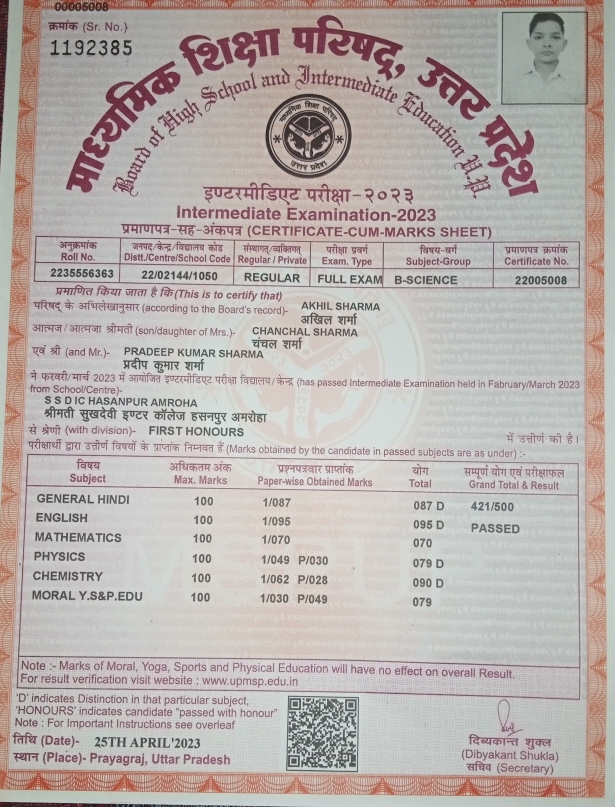 00005008
क्रमांक (Sr. No.)
1192385
माध्यमिक शिक्षा परिषद्, उत्तर प्रदेश
Board of High School and Intermediate Education U.P.
माध्यमिक शिक्षा परिषद्
उत्तर प्रदेश
इण्टरमीडिएट परीक्षा-२०२३
Intermediate Examination-2023
प्रमाणपत्र-सह-अंकपत्र (CERTIFICATE-CUM-MARKS SHEET)
अनुक्रमांक जनपद/केन्द्र/विद्यालय कोड संस्थागत/व्यक्तिगत परीक्षा प्रवर्ग विषय-वर्ग प्रमाणपत्र क्रमांक
Roll No. Distt./Centre/School Code Regular / Private Exam. Type Subject-Group Certificate No.
2235556363 22/02144/1050 REGULAR FULL EXAM B-SCIENCE 22005008
प्रमाणित किया जाता है कि (This is to certify that)
परिषद् के अभिलेखानुसार (according to the Board's record)- AKHIL SHARMA
अखिल शर्मा
आत्मज/आत्मजा श्रीमती (son/daughter of Mrs.)- CHANCHAL SHARMA
चंचल शर्मा
एवं श्री (and Mr.)- PRADEEP KUMAR SHARMA
प्रदीप कुमार शर्मा
ने फरवरी/मार्च 2023 में आयोजित इण्टरमीडिएट परीक्षा विद्यालय/केन्द्र (has passed Intermediate Examination held in Fabruary/March 2023
from School/Centre)-
S S D IC HASANPUR AMROHA
श्रीमती सुखदेवी इण्टर कॉलेज हसनपुर अमरोहा
से श्रेणी (with division)- FIRST HONOURS
में उत्तीर्ण की है।
परीक्षार्थी द्वारा उत्तीर्ण विषयों के प्राप्तांक निम्नवत हैं (Marks obtained by the candidate in passed subjects are as under) :-
विषय अधिकतम अंक प्रश्नपत्रवार प्राप्तांक योग सम्पूर्ण योग एवं परीक्षाफल
Subject Max. Marks Paper-wise Obtained Marks Total Grand Total & Result
GENERAL HINDI 100 1/087 087 D 421/500
ENGLISH 100 1/095 095 D PASSED
MATHEMATICS 100 1/070 070
PHYSICS 100 1/049 P/030 079 D
CHEMISTRY 100 1/062 P/028 090 D
MORAL Y.S&P.EDU 100 1/030 P/049 079
Note :- Marks of Moral, Yoga, Sports and Physical Education will have no effect on overall Result.
For result verification visit website : www.upmsp.edu.in
'D' indicates Distinction in that particular subject,
'HONOURS' indicates candidate "passed with honour"
Note : For Important Instructions see overleaf
तिथि (Date)- 25TH APRIL'2023
स्थान (Place)- Prayagraj, Uttar Pradesh
दिब्यकान्त शुक्ल
(Dibyakant Shukla)
सचिव (Secretary)